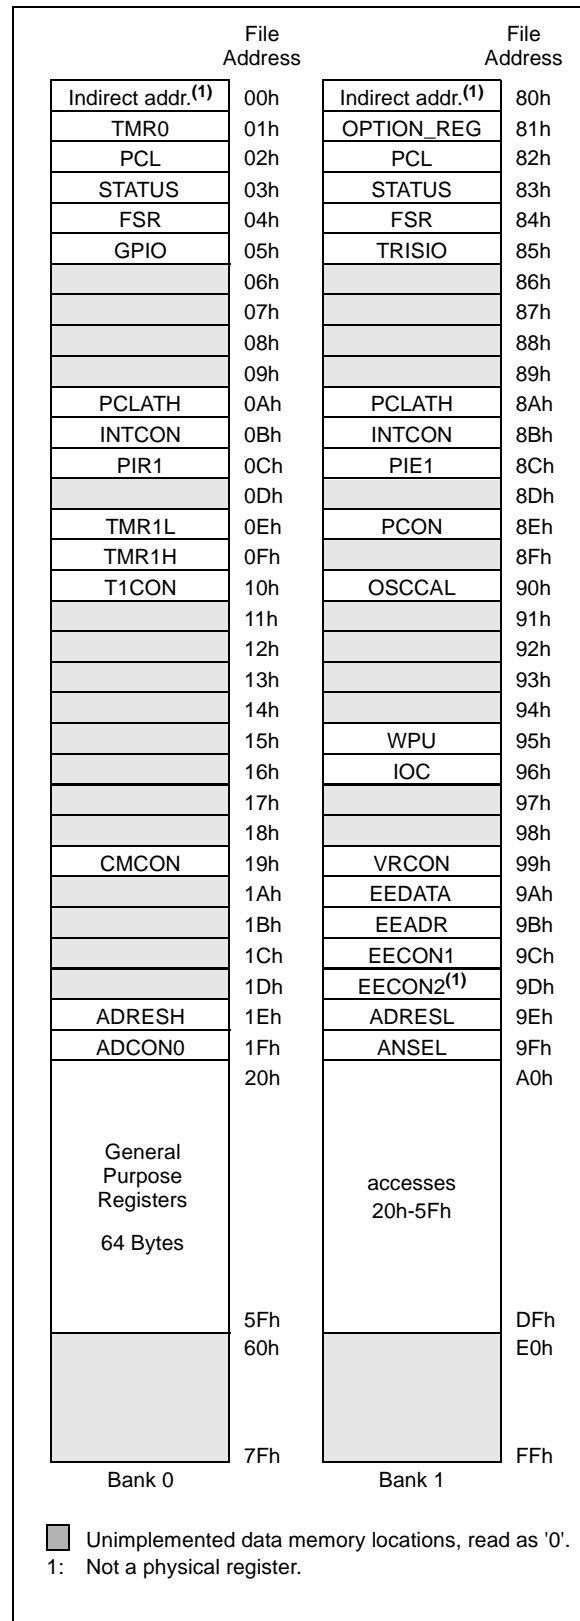 File Address File Address
Indirect addr.(1) 00h Indirect addr.(1) 80h
TMR0 01h OPTION_REG 81h
PCL 02h PCL 82h
STATUS 03h STATUS 83h
FSR 04h FSR 84h
GPIO 05h TRISIO 85h
06h 86h
07h 87h
08h 88h
09h 89h
PCLATH 0Ah PCLATH 8Ah
INTCON 0Bh INTCON 8Bh
PIR1 0Ch PIE1 8Ch
0Dh 8Dh
TMR1L 0Eh PCON 8Eh
TMR1H 0Fh 8Fh
T1CON 10h OSCCAL 90h
11h 91h
12h 92h
13h 93h
14h 94h
15h WPU 95h
16h IOC 96h
17h 97h
18h 98h
CMCON 19h VRCON 99h
1Ah EEDATA 9Ah
1Bh EEADR 9Bh
1Ch EECON1 9Ch
1Dh EECON2(1) 9Dh
ADRESH 1Eh ADRESL 9Eh
ADCON0 1Fh ANSEL 9Fh
20h A0h
General
Purpose
Registers
64 Bytes
accesses
20h-5Fh
5Fh DFh
60h E0h
7Fh FFh
Bank 0 Bank 1
Unimplemented data memory locations, read as '0'.
1: Not a physical register.